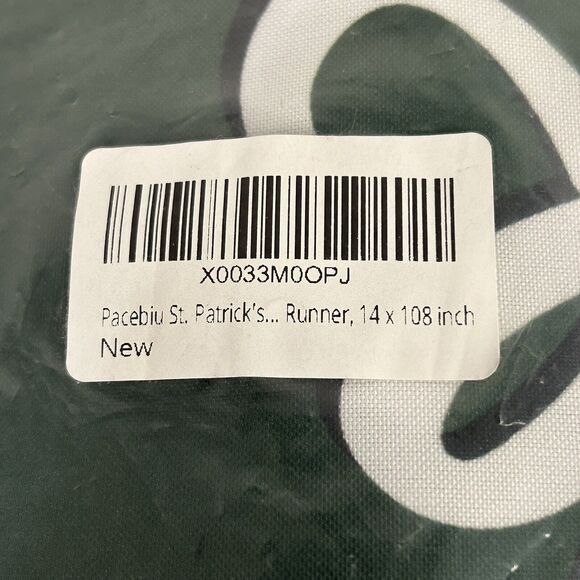 X0033M0OPJ
Pacebiu St. Patrick's... Runner, 14 x 108 inch
New